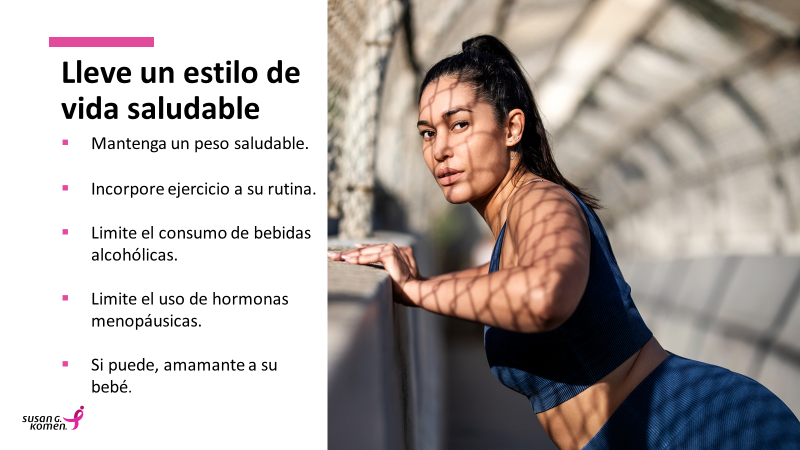 Lleve un estilo de
vida saludable
Mantenga un peso saludable.
Incorpore ejercicio a su rutina.
Limite el consumo de bebidas
alcohólicas.
Limite el uso de hormonas
menopáusicas.
Si puede, amamante a su
bebé.
susan G.
komen.